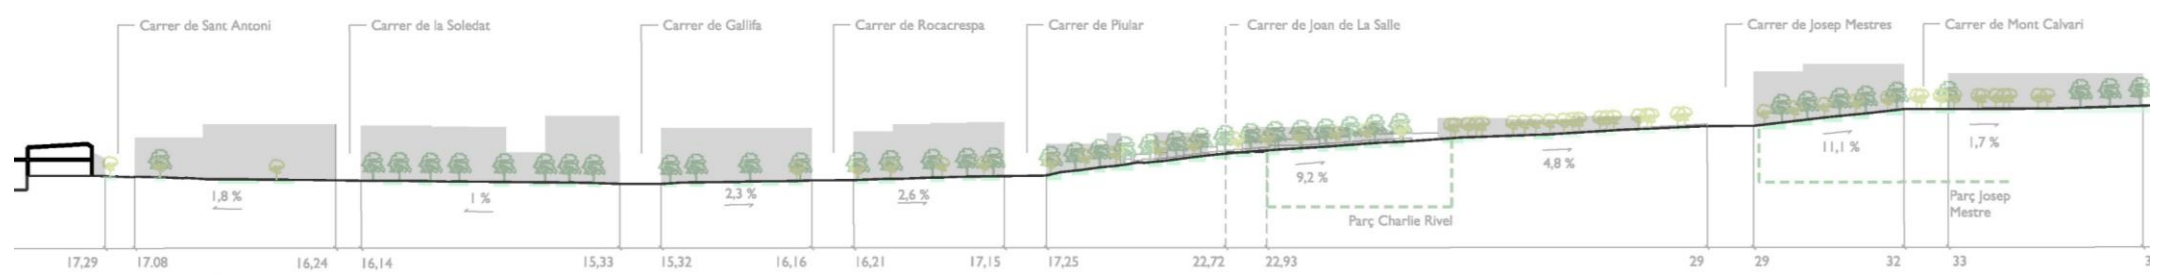 Carrer de Sant Antoni
Carrer de la Soledat
Carrer de Gallifa
Carrer de Rocacrespa
Carrer de Piular
Carrer de Joan de La Salle
Carrer de Josep Mestres
Carrer de Mont Calvari
1,8 %
1 %
2,3 %
2,6 %
9,2 %
4,8 %
11,1 %
1,7 %
Parç Charlie Rivel
Parç Josep
Mestre
17,29
17.08
16,24
16,14
15,33
15,32
16,16
16,21
17,15
17,25
22,72
22,93
29
29
32
33